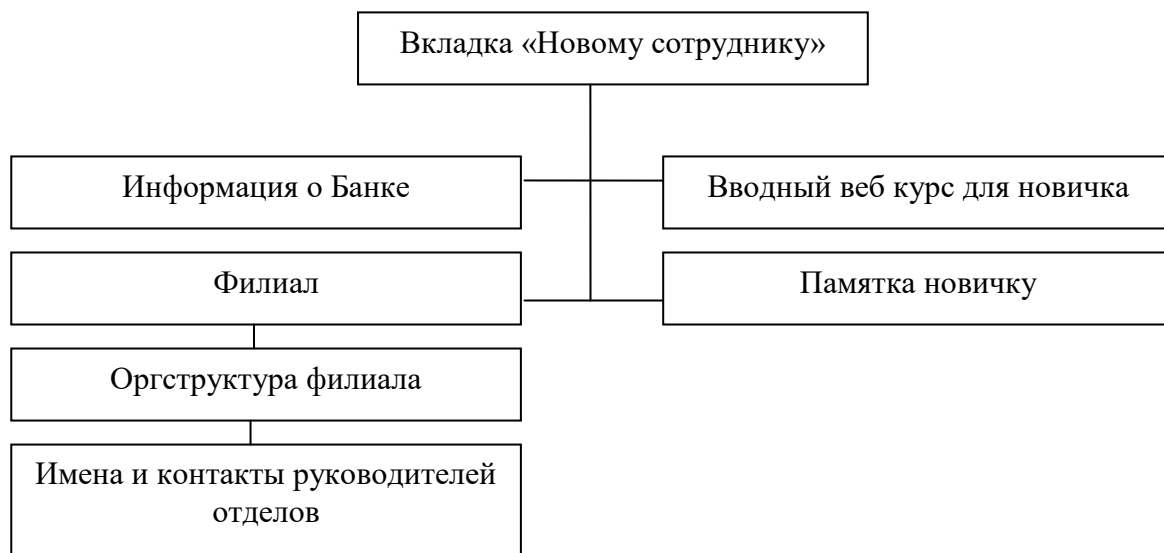 Вкладка «Новому сотруднику»
Информация о Банке
Вводный веб курс для новичка
Филиал
Памятка новичку
Оргструктура филиала
Имена и контакты руководителей
отделов